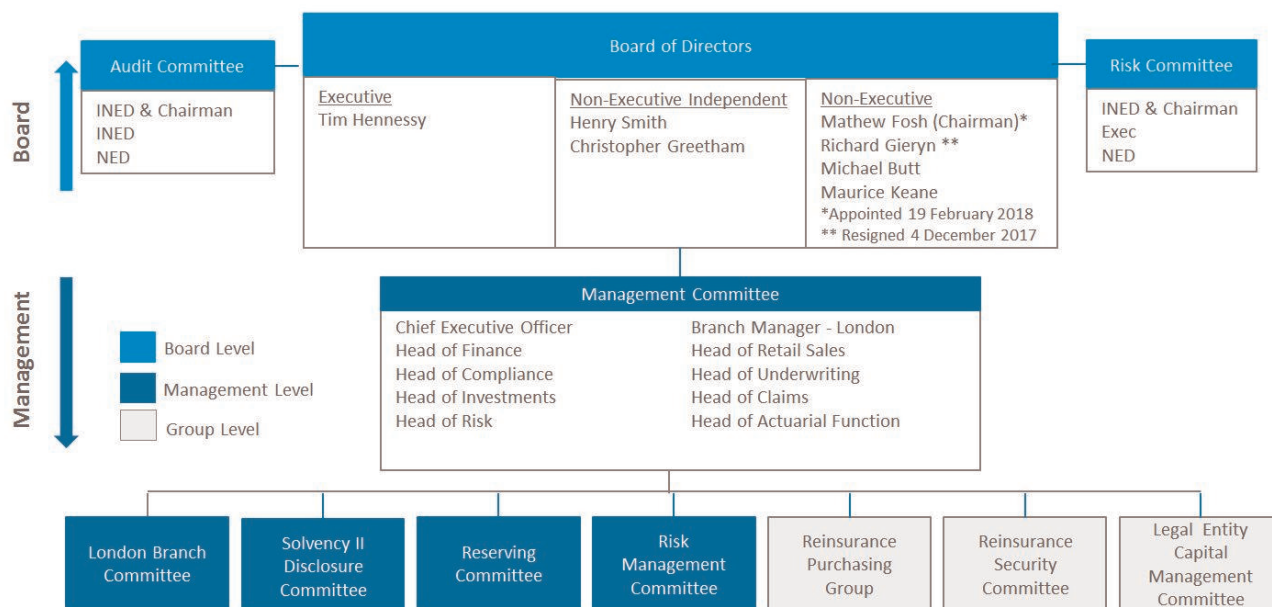 Board of Directors
Audit Committee
Risk Committee
Board
INED & Chairman
INED
NED
Executive
Tim Hennessy
Non-Executive Independent
Henry Smith
Christopher Greetham
Non-Executive
Mathew Fosh (Chairman)*
Richard Gieryn **
Michael Butt
Maurice Keane
*Appointed 19 February 2018
** Resigned 4 December 2017
INED & Chairman
Exec
NED
Management
Board Level
Management Level
Group Level
Management Committee
Chief Executive Officer
Head of Finance
Head of Compliance
Head of Investments
Head of Risk
Branch Manager - London
Head of Retail Sales
Head of Underwriting
Head of Claims
Head of Actuarial Function
London Branch
Committee
Solvency II
Disclosure
Committee
Reserving
Committee
Risk
Management
Committee
Reinsurance
Purchasing
Group
Reinsurance
Security
Committee
Legal Entity
Capital
Management
Committee